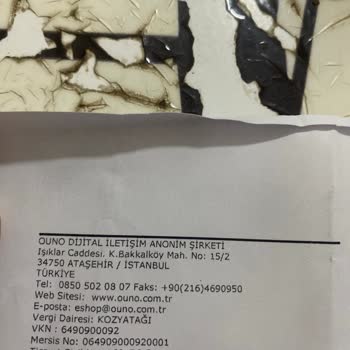 OUNO DİJİTAL İLETİŞİM ANONİM ŞİRKETİ
Işıklar Caddesi. K.Bakkalköy Mah. No: 15/2
34750 ATAŞEHİR / İSTANBUL
TÜRKİYE
Tel: 0850 502 08 07 Faks: +90(216)4690950
Web Sitesi: www.ouno.com.tr
E-posta: eshop@ouno.com.tr
Vergi Dairesi: KOZYATAĞI
VKN : 6490900092
Mersis No: 064909000920001